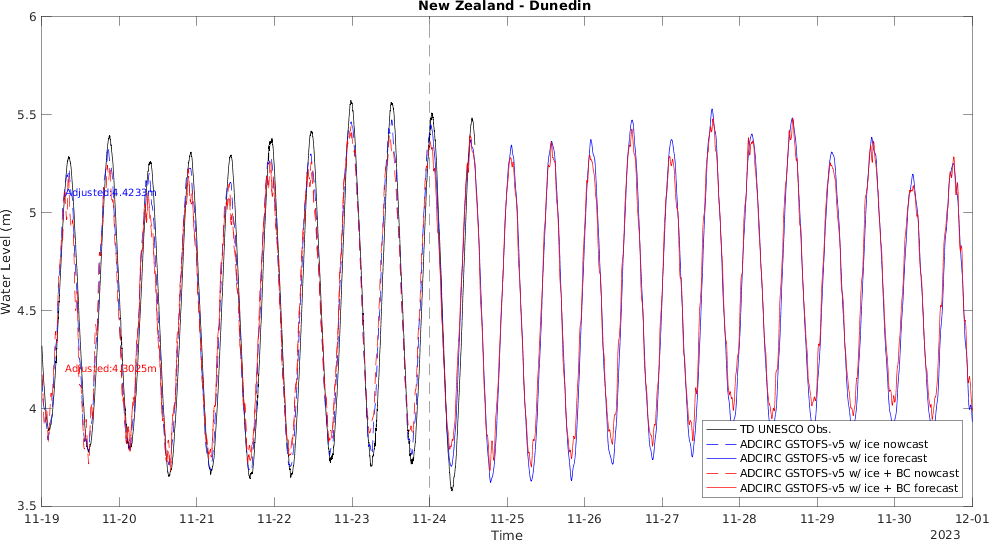 New Zealand - Dunedin
6
5.5
5
4.5
4
3.5
Water Level (m)
Adjusted:4.4233m
Adjusted:4.3025m
TD UNESCO Obs.
ADCIRC GSTOFS-v5 w/ ice nowcast
ADCIRC GSTOFS-v5 w/ ice forecast
ADCIRC GSTOFS-v5 w/ ice + BC nowcast
ADCIRC GSTOFS-v5 w/ ice + BC forecast
11-19 11-20 11-21 11-22 11-23 11-24 11-25 11-26 11-27 11-28 11-29 11-30 12-01
Time
2023